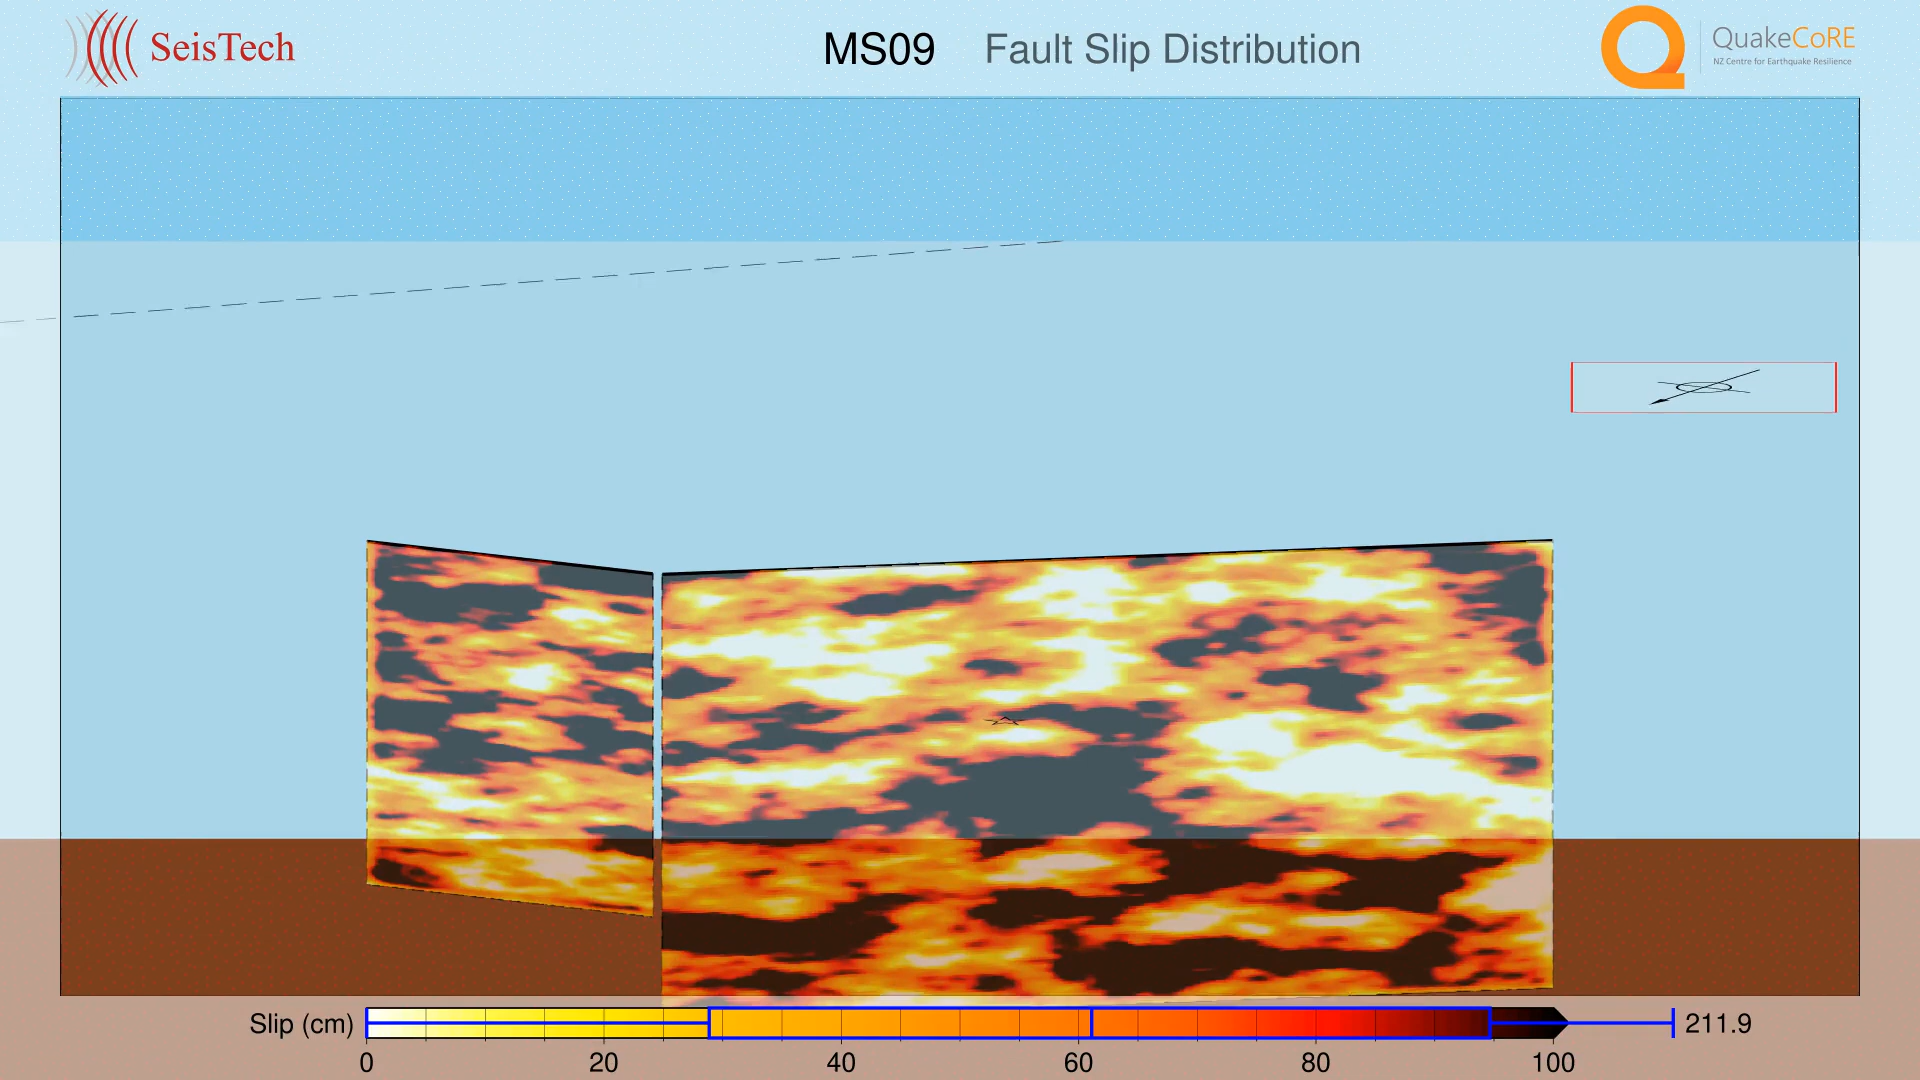 SeisTech
MS09 Fault Slip Distribution
QuakeCoRE
NZ Centre for Earthquake Resilience
Slip (cm)
211.9
0 20 40 60 80 100